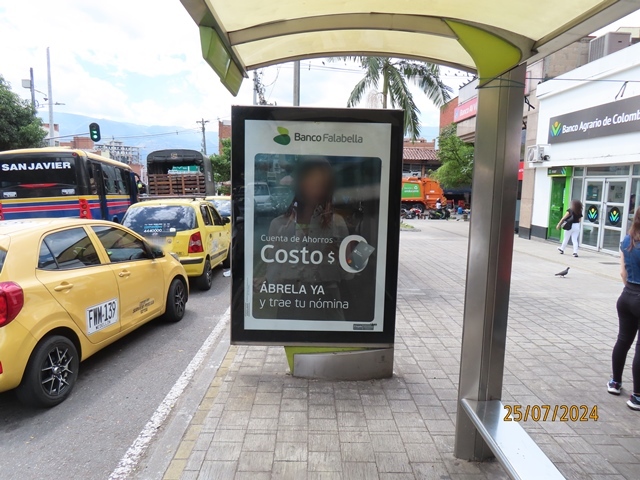 Banco Falabella
Cuenta de Ahorros
Costo $ 0
ÁBRELA YA
y trae tu nómina
SAN JAVIER
FWM·139
Banco Agrario de Colomb
25/07/2024